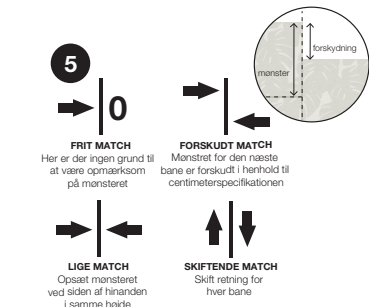 5
forskydning
mønster
0
FRIT MATCH
Her er der ingen grund til
at være opmærksom
på mønsteret
FORSKUDT MATCH
Mønstret for den næste
bane er forskudt i henhold til
centimeterspecifikationen
LIGE MATCH
Opsæt mønsteret
ved siden af hinanden
i samme højde
SKIFTENDE MATCH
Skift retning for
hver bane